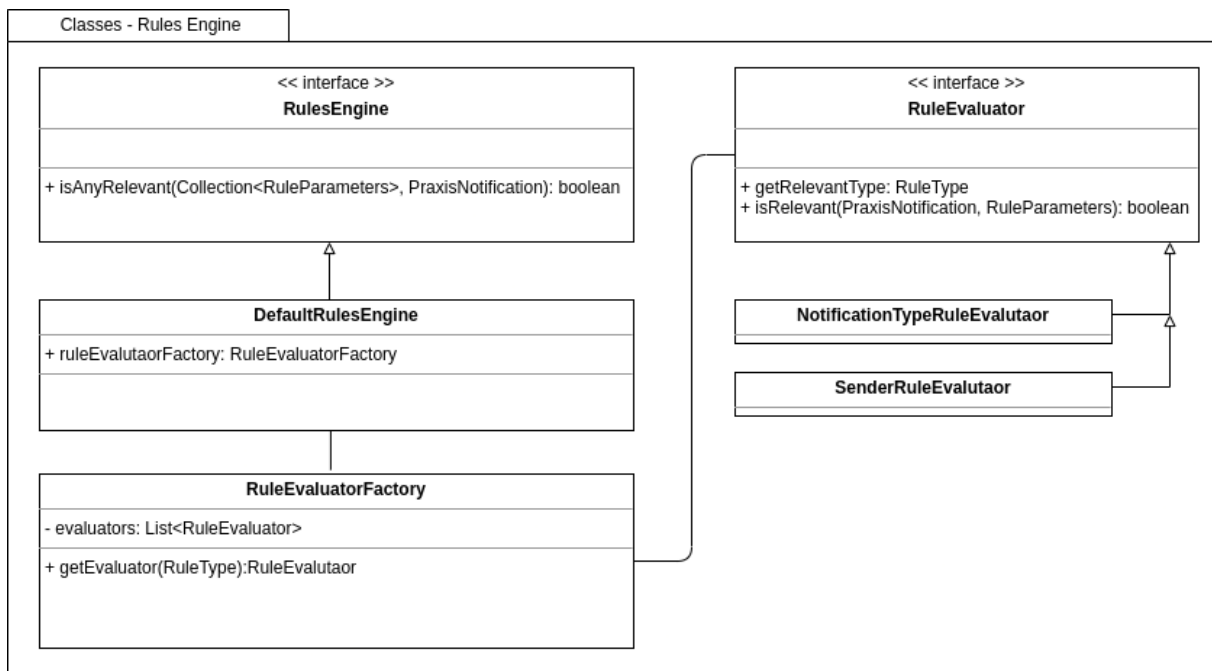 Classes - Rules Engine
<< interface >>
RulesEngine
+ isAnyRelevant(Collection<RuleParameters>, PraxisNotification): boolean
DefaultRulesEngine
+ ruleEvalutaorFactory: RuleEvaluatorFactory
RuleEvaluatorFactory
- evaluators: List<RuleEvaluator>
+ getEvaluator(RuleType):RuleEvalutaor
<< interface >>
RuleEvaluator
+ getRelevantType: RuleType
+ isRelevant(PraxisNotification, RuleParameters): boolean
NotificationTypeRuleEvalutaor
SenderRuleEvalutaor